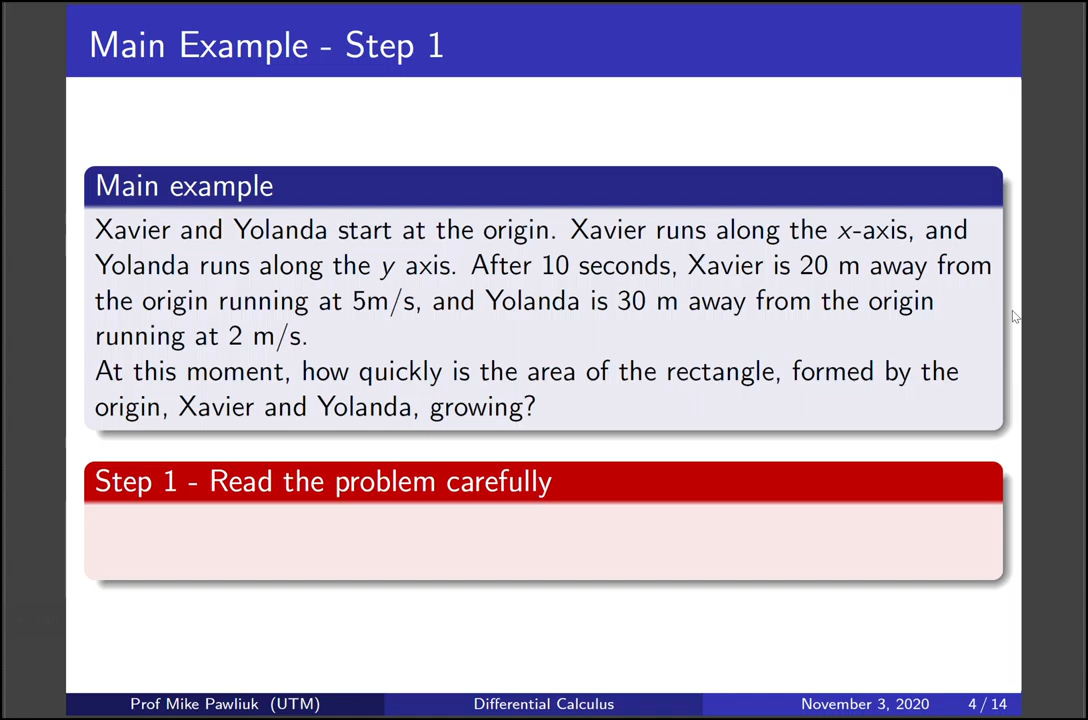 Main Example - Step 1
Main example
Xavier and Yolanda start at the origin. Xavier runs along the x-axis, and
Yolanda runs along the y axis. After 10 seconds, Xavier is 20 m away from
the origin running at 5m/s, and Yolanda is 30 m away from the origin
running at 2 m/s.
At this moment, how quickly is the area of the rectangle, formed by the
origin, Xavier and Yolanda, growing?
Step 1 - Read the problem carefully
Prof Mike Pawliuk (UTM) Differential Calculus November 3, 2020 4 / 14